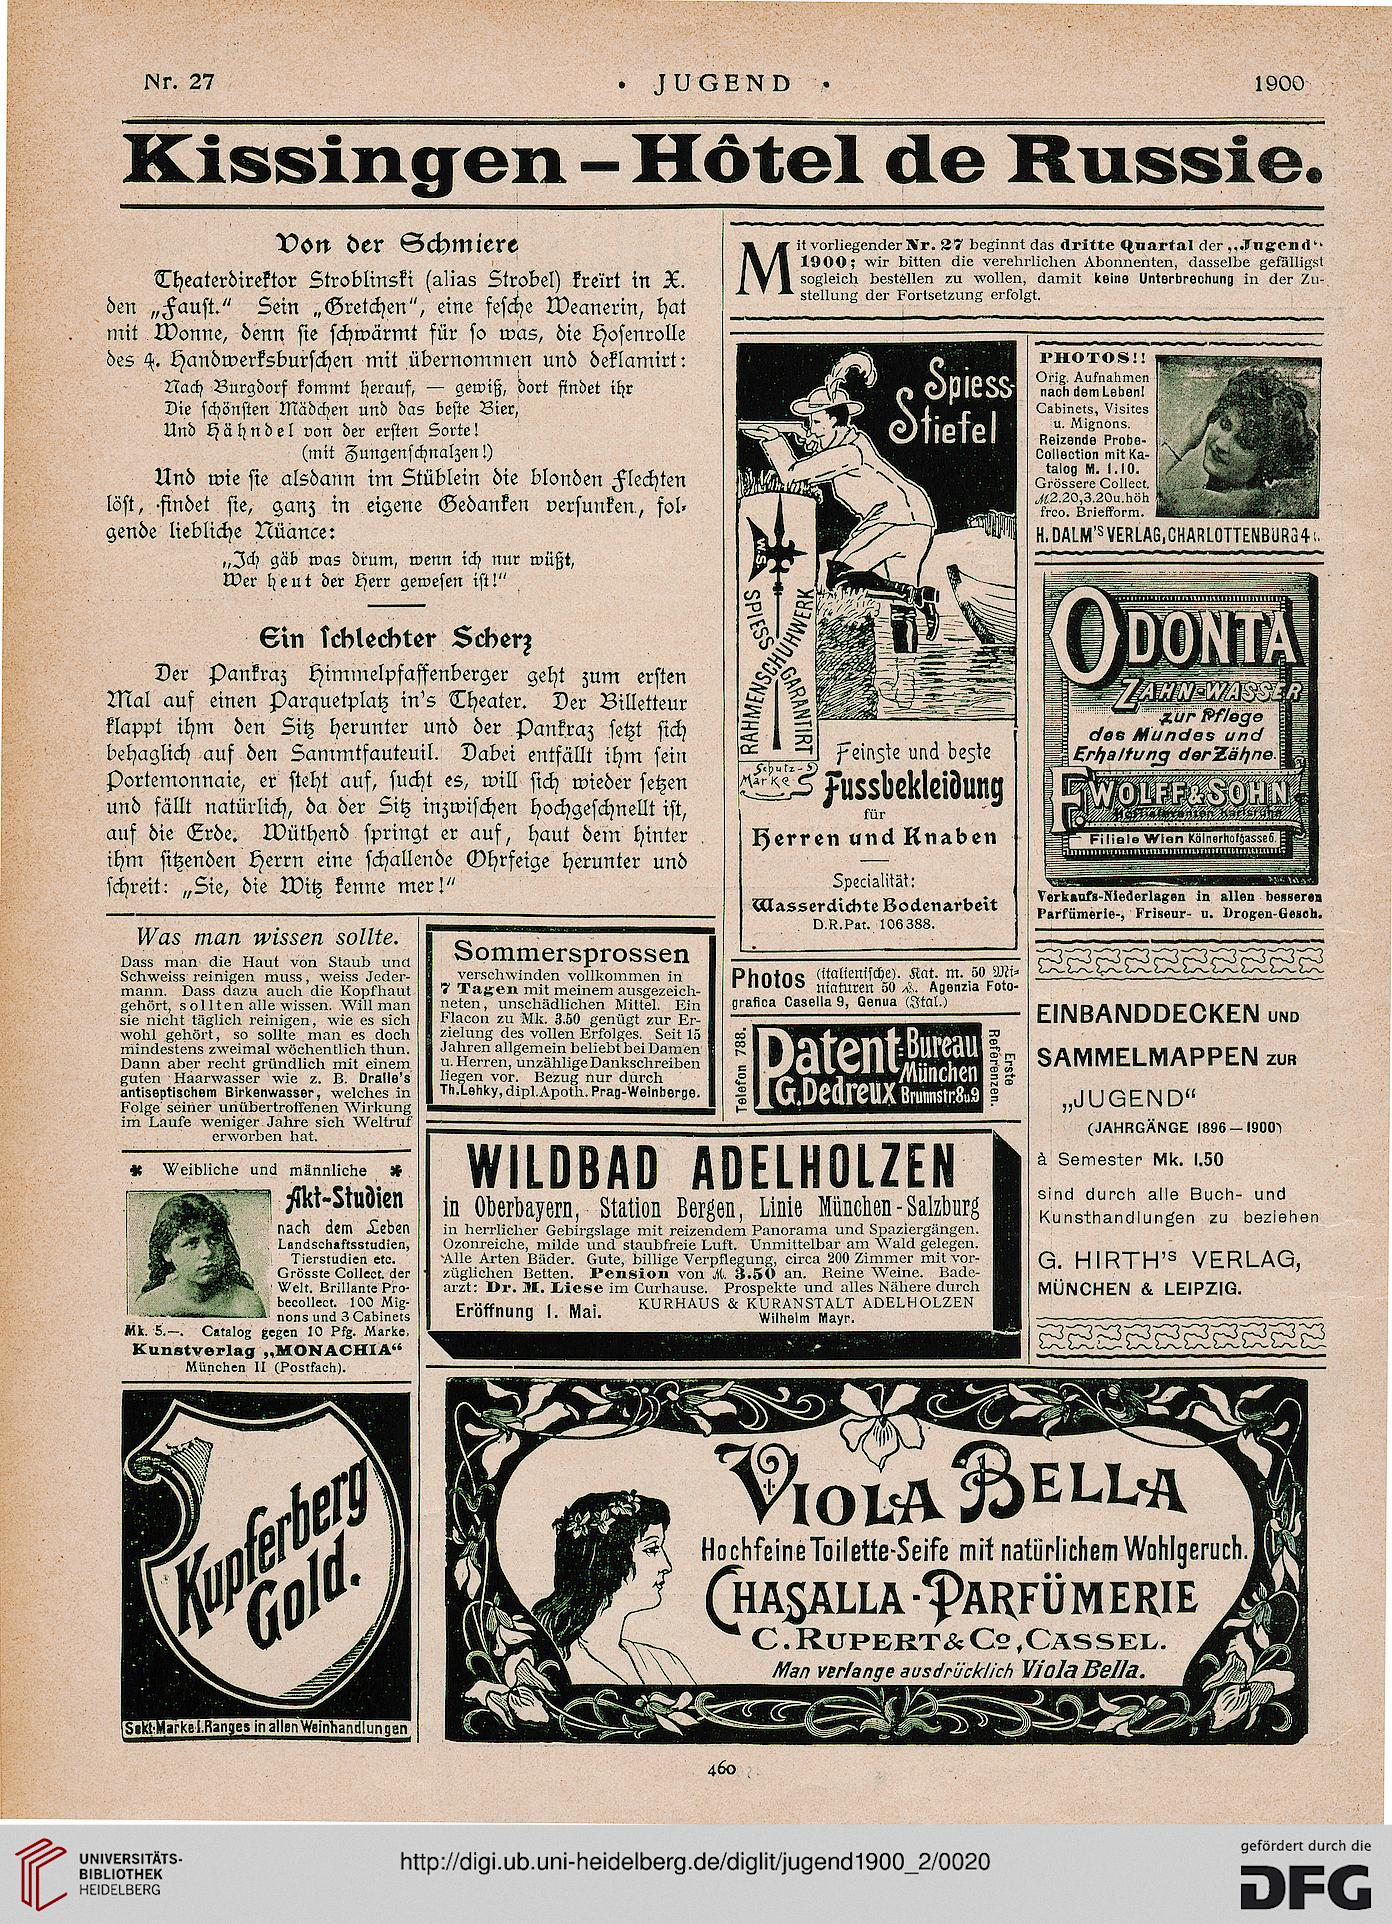 Nr. 27 • JUGEND • 1900
Kissingen – Hôtel de Russie.
Von der Schmiere
Theaterdirektor Stroblinski (alias Strobel) kreïrt in X.
den „Faust." Sein „Gretchen", eine fesche Weanerin, hat
mit Wonne, denn sie schwärmt für so was, die Hosenrolle
des 4. Handwerksburschen mit übernommen und deklamirt:
Nach Burgdorf kommt herauf, — gewiß, dort findet ihr
Die schönsten Mädchen und das beste Bier,
Und Hähndel von der ersten Sorte!
(mit Zungenschnalzen!)
Und wie sie alsdann im Stüblein die blonden Flechten
löst, findet sie, ganz in eigene Gedanken versunken, fol-
gende liebliche Nüance:
„Ich gäb was drum, wenn ich nur wüßt,
Wer heut der Herr gewesen ist!"
Ein schlechter Scherz
Der Pankraz Himmelpfaffenberger geht zum ersten
Mal auf einen Parquetplatz in's Theater. Der Billetteur
klappt ihm den Sitz herunter und der Pankraz setzt sich
behaglich auf den Sammtfauteuil. Dabei entfällt ihm sein
Portemonnaie, er steht auf, sucht es, will sich wieder setzen
und fällt natürlich, da der Sitz inzwischen hochgeschnellt ist,
auf die Erde. Wüthend springt er auf, haut dem hinter
ihm sitzenden Herrn eine schallende Ohrfeige herunter und
schreit: „Sie, die Witz kenne mer!"
Mit vorliegender Nr. 27 beginnt das dritte Quartal der „Jugend"
1900; wir bitten die verehrlichen Abonnenten, dasselbe gefälligst
sogleich bestellen zu wollen, damit keine Unterbrechung in der Zu-
stellung der Fortsetzung erfolgt.
Spiess-
Stiefel
W.S.
SPIESS
RAHMENSCHUHWERK
GARANTIRT
Schutz-
Marke
Feinste und beste
Fussbekleidung
für
Herren und Knaben
Specialität:
Wasserdichte Bodenarbeit
D.R.Pat. 106388.
PHOTOS!!
Orig. Aufnahmen
nach dem Leben!
Cabinets, Visites
u. Mignons.
Reizende Probe-
Collection mit Ka-
talog M. 1.10.
Grössere Collect.
M.2.20,3.20u.höh
frco. Briefform.
H. DALM'S VERLAG, CHARLOTTENBURG 4
ODONTA
ZAHN-WASSER
zur Pflege
des Mundes und
Erhaltung der Zähne.
F. WOLFF & SOHN
Filiale Wien Kölnerhofgasse 6.
Verkaufs-Niederlagen in allen besseren
Parfümerie-, Friseur- u. Drogen-Gesch.
Was man wissen sollte.
Dass man die Haut von Staub und
Schweiss reinigen muss, weiss Jeder-
mann. Dass dazu auch die Kopfhaut
gehört, sollten alle wissen. Will man
sie nicht täglich reinigen, wie es sich
wohl gehört, so sollte man es doch
mindestens zweimal wöchentlich thun.
Dann aber recht gründlich mit einem
guten Haarwasser wie z. B. Dralle's
antiseptischem Birkenwasser, welches in
Folge seiner unübertroffenen Wirkung
im Laufe weniger Jahre sich Weltruf
erworben hat.
Sommersprossen
verschwinden vollkommen in
7 Tagen mit meinem ausgezeich-
neten, unschädlichen Mittel. Ein
Flacon zu Mk. 3.50 genügt zur Er-
zielung des vollen Erfolges. Seit 15
Jahren allgemein beliebt bei Damen
u. Herren, unzählige Dankschreiben
liegen vor. Bezug nur durch
Th. Lehky, dipl. Apoth. Prag-Weinberge.
Photos (italienische). Kat. m. 50 Mi-
niaturen 50 ₰. Agenzia Foto-
grafica Casella 9, Genua (Ital.)
Telefon 788.
Patent-Bureau
München
G. Dedreux Brunnstr. 8u9
Erste
Referenzen.
EINBANDDECKEN UND
SAMMELMAPPEN ZUR
„JUGEND"
(JAHRGÄNGE 1896—1900)
à Semester Mk. 1.50
sind durch alle Buch- und
Kunsthandlungen zu beziehen
G. HIRTH'S VERLAG,
MÜNCHEN & LEIPZIG.
Weibliche und männliche
Akt-Studien
nach dem Leben
Landschaftsstudien,
Tierstudien etc.
Grösste Collect. der
Welt. Brillante Pro-
becollect. 100 Mig-
nons und 3 Cabinets
Mk. 5.—. Catalog gegen 10 Pfg. Marke.
Kunstverlag „MONACHIA"
München II (Postfach).
WILDBAD ADELHOLZEN
in Oberbayern, Station Bergen, Linie München-Salzburg
in herrlicher Gebirgslage mit reizendem Panorama und Spaziergängen.
Ozonreiche, milde und staubfreie Luft. Unmittelbar am Wald gelegen.
Alle Arten Bäder. Gute, billige Verpflegung, circa 200 Zimmer mit vor-
züglichen Betten. Pension von M. 3.50 an. Reine Weine. Bade-
arzt: Dr. M. Liese im Curhause. Prospekte und alles Nähere durch
Eröffnung 1. Mai. KURHAUS & KURANSTALT ADELHOLZEN
Wilhelm Mayr.
Kupferberg
Gold.
Sekt-Marke I. Ranges in allen Weinhandlungen
VIOLA BELLA
Hochfeine Toilette-Seife mit natürlichem Wohlgeruch.
CHASALLA-PARFÜMERIE
C. RUPERT & Co, CASSEL.
Man verlange ausdrücklich Viola Bella.
460
UNIVERSITÄTS-
BIBLIOTHEK
HEIDELBERG
http://digi.ub.uni-heidelberg.de/diglit/jugend1900_2/0020
gefördert durch die
DFG